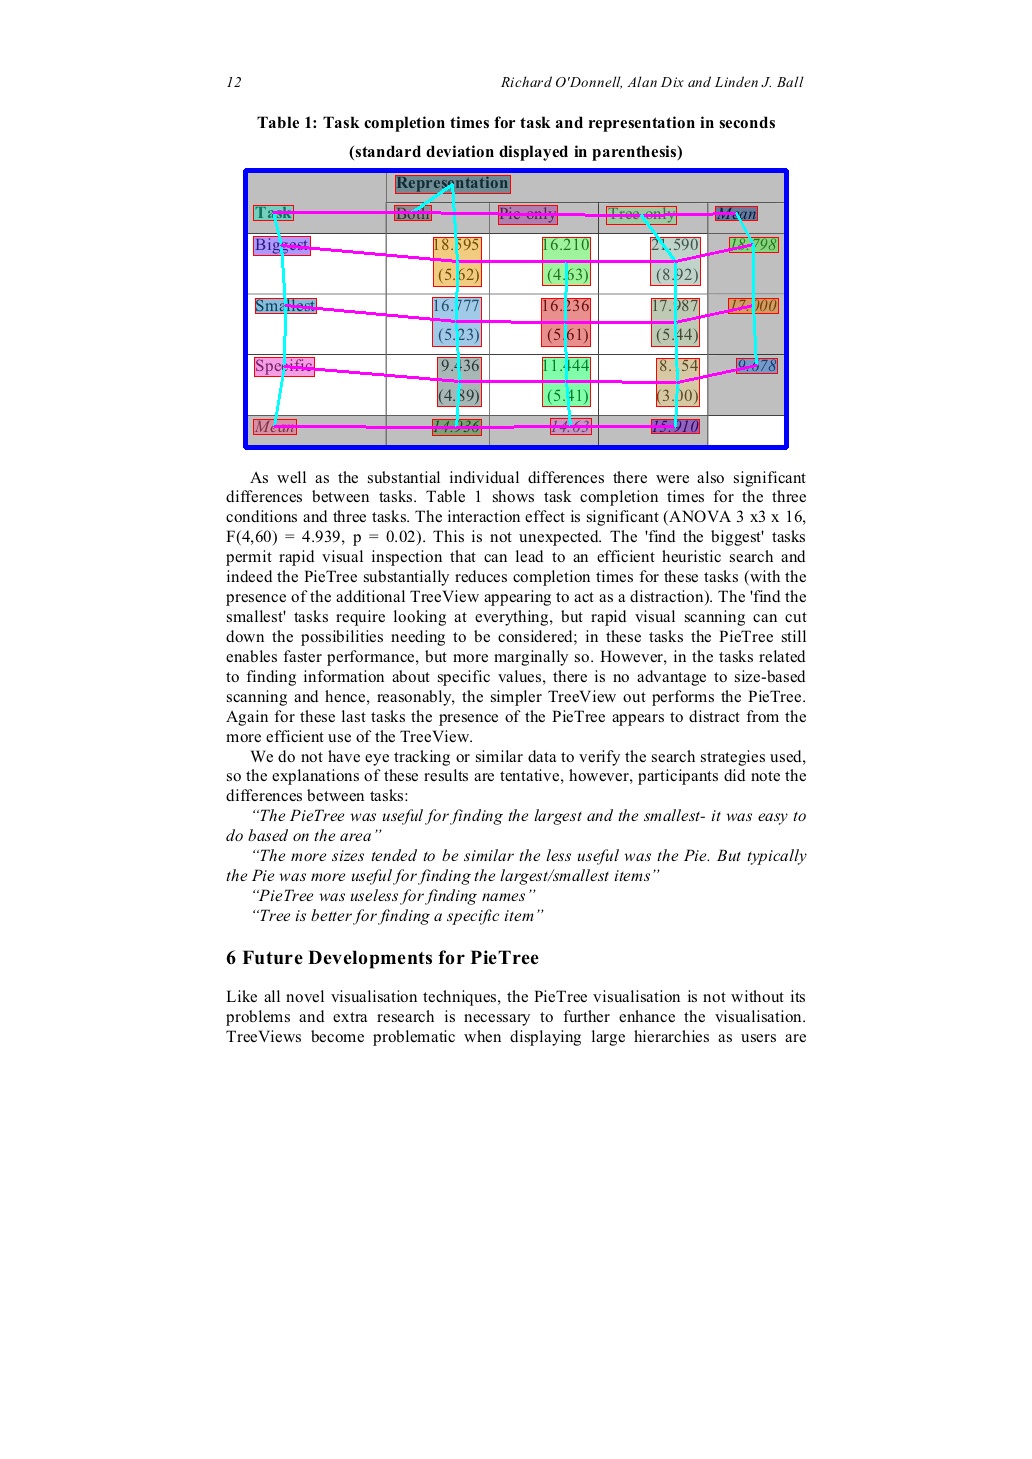 12 Richard O'Donnell, Alan Dix and Linden J. Ball
Table 1: Task completion times for task and representation in seconds
(standard deviation displayed in parenthesis)
Representation
Task Both Pie-only Tree-only Mean
Biggest 18.595 16.210 21.590 18.798
(5.62) (4.63) (8.92)
Smallest 16.777 16.236 17.987 17.000
(5.23) (5.61) (5.44)
Specific 9.436 11.444 8.154 9.678
(4.89) (5.41) (3.00)
Mean 14.936 14.63 15.910
As well as the substantial individual differences there were also significant
differences between tasks. Table 1 shows task completion times for the three
conditions and three tasks. The interaction effect is significant (ANOVA 3 x3 x 16,
F(4,60) = 4.939, p = 0.02). This is not unexpected. The 'find the biggest' tasks
permit rapid visual inspection that can lead to an efficient heuristic search and
indeed the PieTree substantially reduces completion times for these tasks (with the
presence of the additional TreeView appearing to act as a distraction). The 'find the
smallest' tasks require looking at everything, but rapid visual scanning can cut
down the possibilities needing to be considered; in these tasks the PieTree still
enables faster performance, but more marginally so. However, in the tasks related
to finding information about specific values, there is no advantage to size-based
scanning and hence, reasonably, the simpler TreeView out performs the PieTree.
Again for these last tasks the presence of the PieTree appears to distract from the
more efficient use of the TreeView.
We do not have eye tracking or similar data to verify the search strategies used,
so the explanations of these results are tentative, however, participants did note the
differences between tasks:
“The PieTree was useful for finding the largest and the smallest- it was easy to
do based on the area”
“The more sizes tended to be similar the less useful was the Pie. But typically
the Pie was more useful for finding the largest/smallest items”
“PieTree was useless for finding names”
“Tree is better for finding a specific item”
6 Future Developments for PieTree
Like all novel visualisation techniques, the PieTree visualisation is not without its
problems and extra research is necessary to further enhance the visualisation.
TreeViews become problematic when displaying large hierarchies as users are